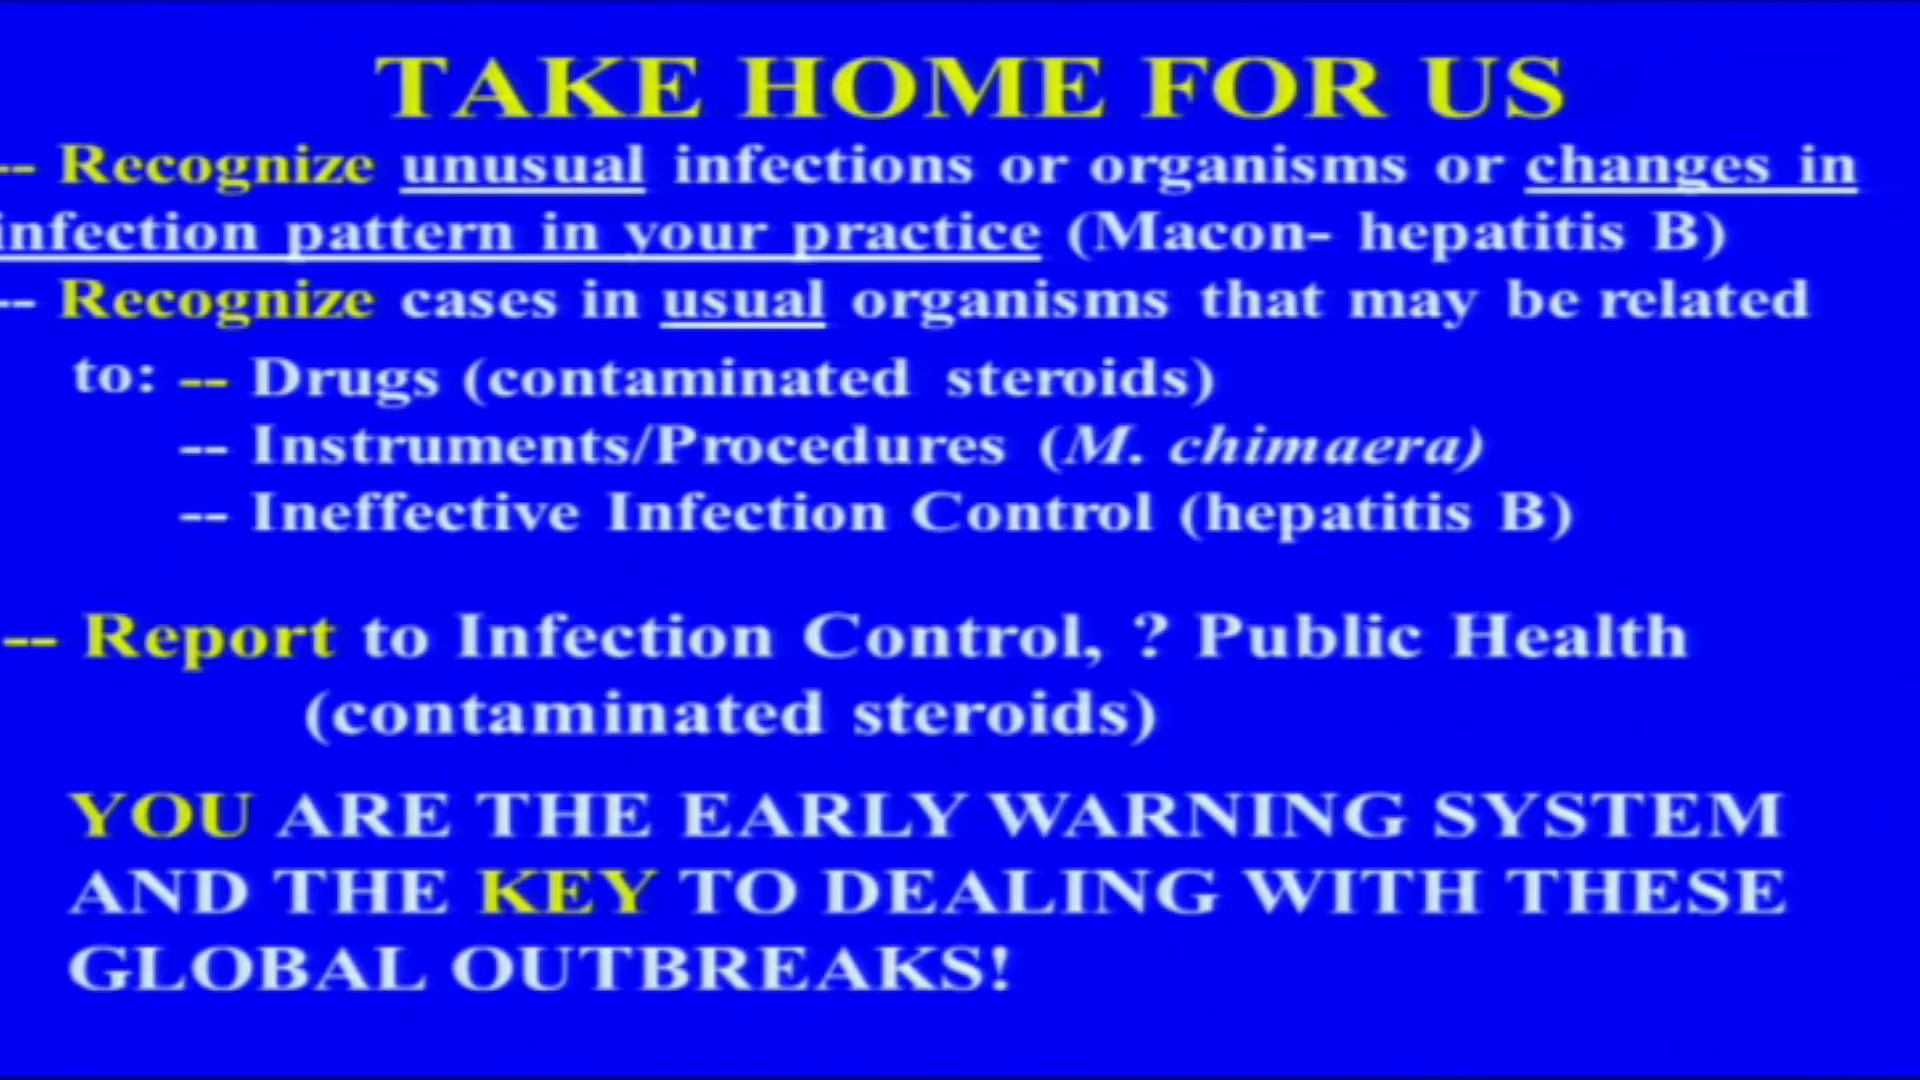 TAKE HOME FOR US
-- Recognize unusual infections or organisms or changes in
infection pattern in your practice (Macon- hepatitis B)
-- Recognize cases in usual organisms that may be related
to: -- Drugs (contaminated steroids)
-- Instruments/Procedures (M. chimaera)
-- Ineffective Infection Control (hepatitis B)
-- Report to Infection Control, ? Public Health
(contaminated steroids)
YOU ARE THE EARLY WARNING SYSTEM
AND THE KEY TO DEALING WITH THESE
GLOBAL OUTBREAKS!